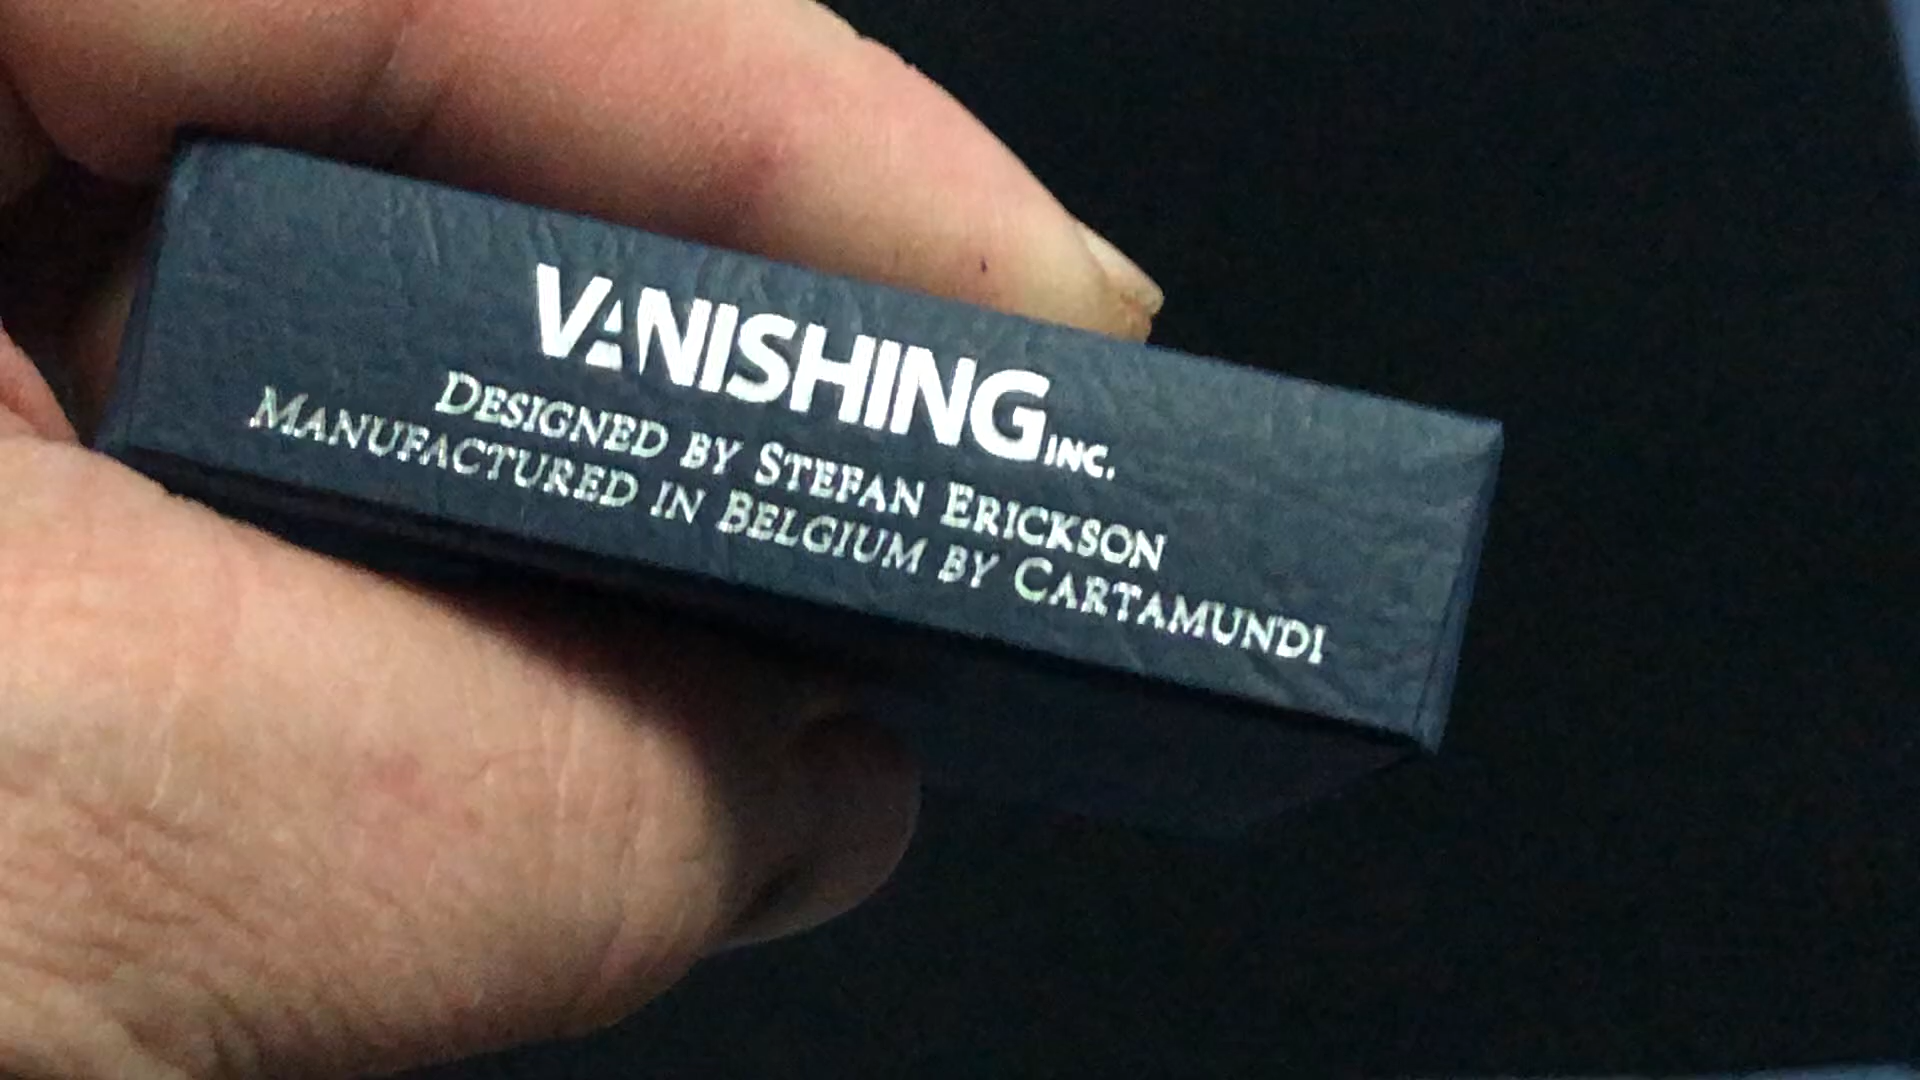 VANISHING INC.
DESIGNED BY STEFAN ERICKSON
MANUFACTURED IN BELGIUM BY CARTAMUNDI